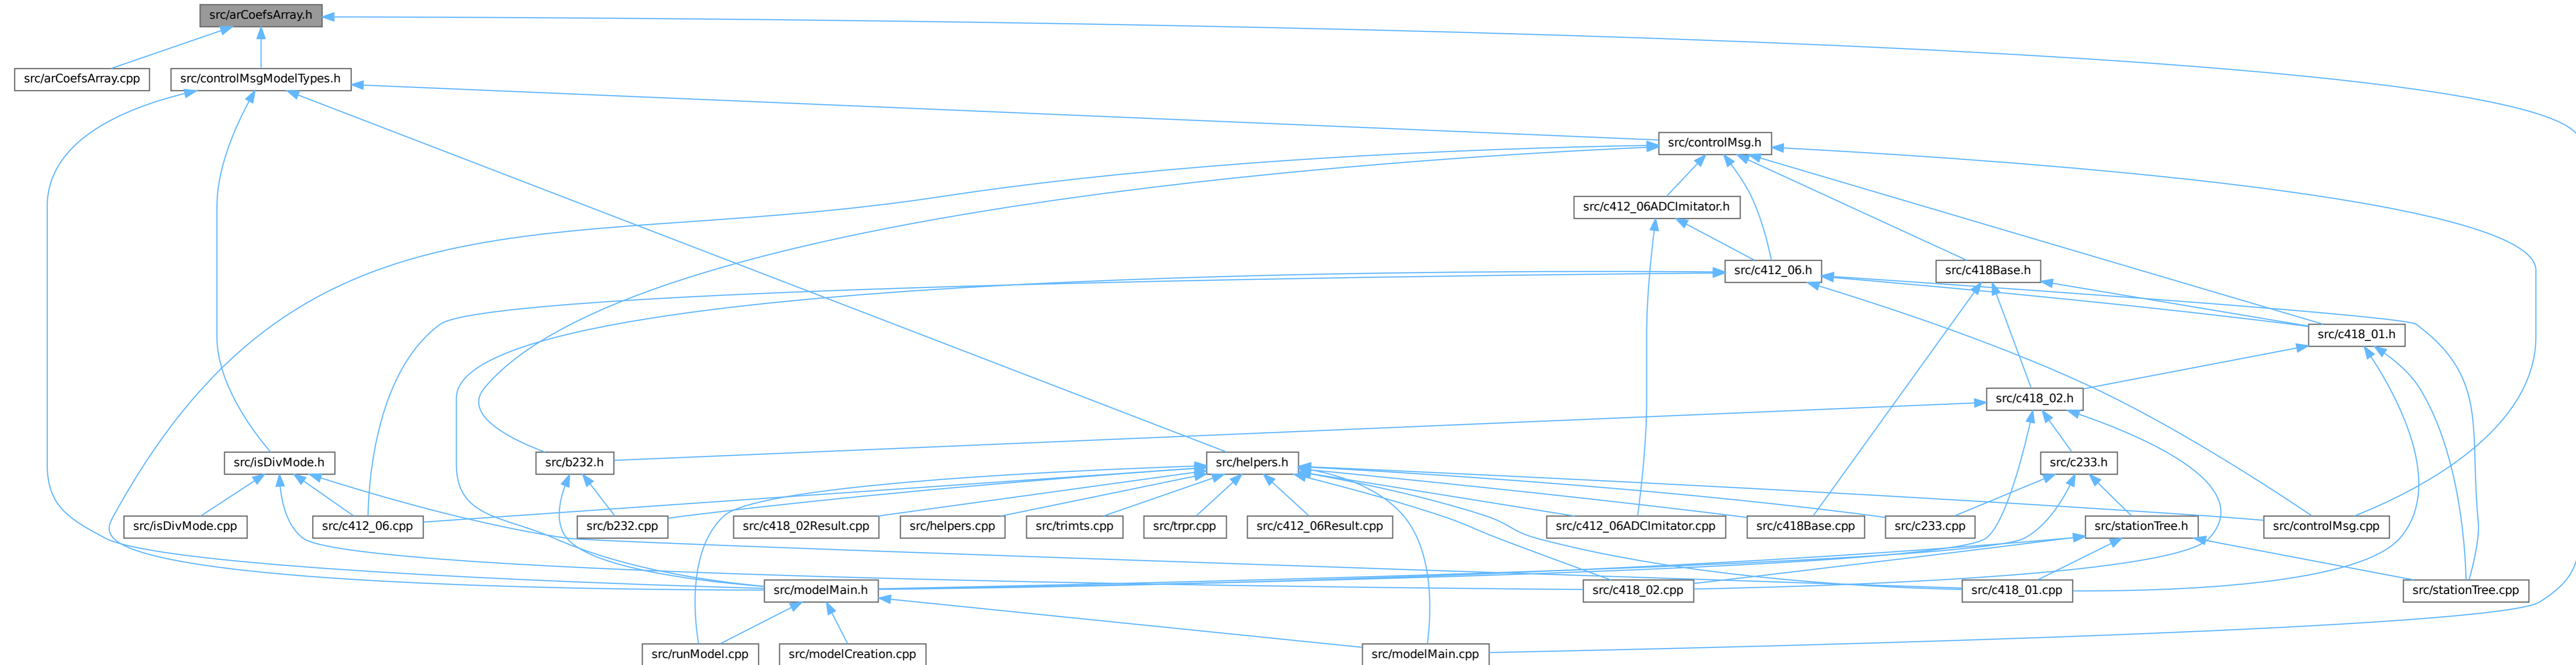 src/arCoefsArray.h
src/arCoefsArray.cpp
src/controlMsgModelTypes.h
src/controlMsg.h
src/c412_06ADCImitator.h
src/c412_06.h
src/c418Base.h
src/c418_01.h
src/c418_02.h
src/isDivMode.h
src/b232.h
src/helpers.h
src/c233.h
src/isDivMode.cpp
src/c412_06.cpp
src/b232.cpp
src/c418_02Result.cpp
src/helpers.cpp
src/trimts.cpp
src/trpr.cpp
src/c412_06Result.cpp
src/c412_06ADCImitator.cpp
src/c418Base.cpp
src/c233.cpp
src/stationTree.h
src/controlMsg.cpp
src/modelMain.h
src/c418_02.cpp
src/c418_01.cpp
src/stationTree.cpp
src/runModel.cpp
src/modelCreation.cpp
src/modelMain.cpp